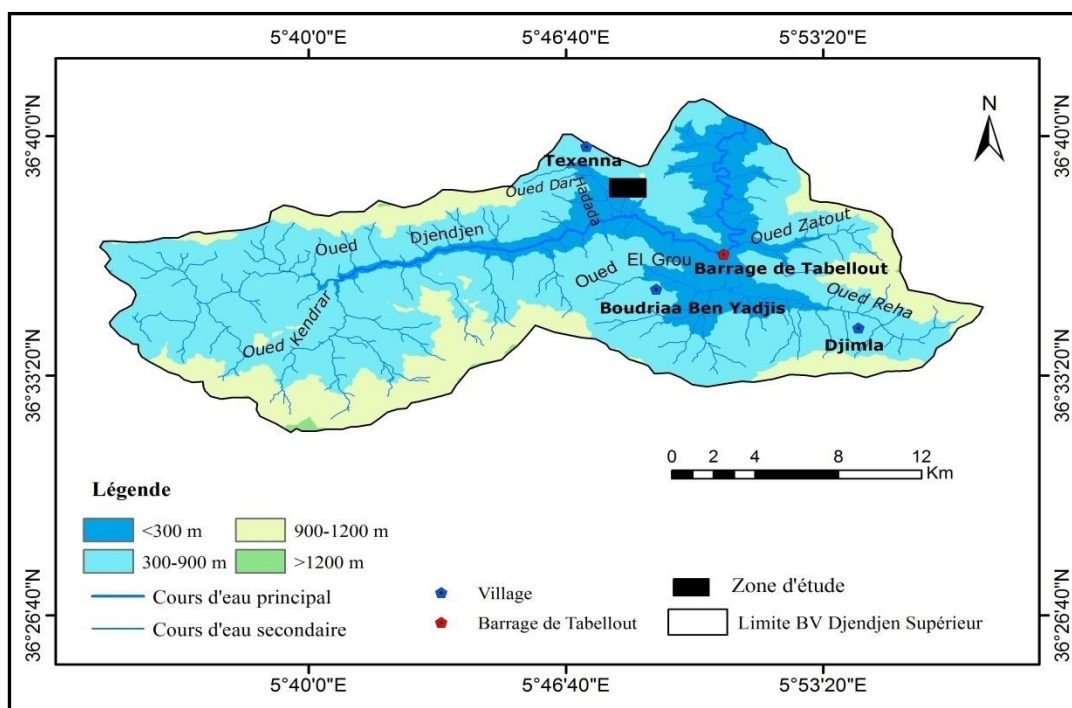 5°40'0"E
5°46'40"E
5°53'20"E
36°40'0"N
36°40'0"N
N
Texenna
Oued Dar
Hadada
Oued
Djendjen
Oued Zatout
El Grou
Oued
Barrage de Tabellout
Oued Reha
Boudriaa Ben Yadjis
Oued Kendrar
Djimla
36°33'20"N
36°33'20"N
0 2 4 8 12
Km
Légende
<300 m
900-1200 m
300-900 m
>1200 m
Cours d'eau principal
Cours d'eau secondaire
Village
Barrage de Tabellout
Zone d'étude
Limite BV Djendjen Supérieur
36°26'40"N
36°26'40"N
5°40'0"E
5°46'40"E
5°53'20"E